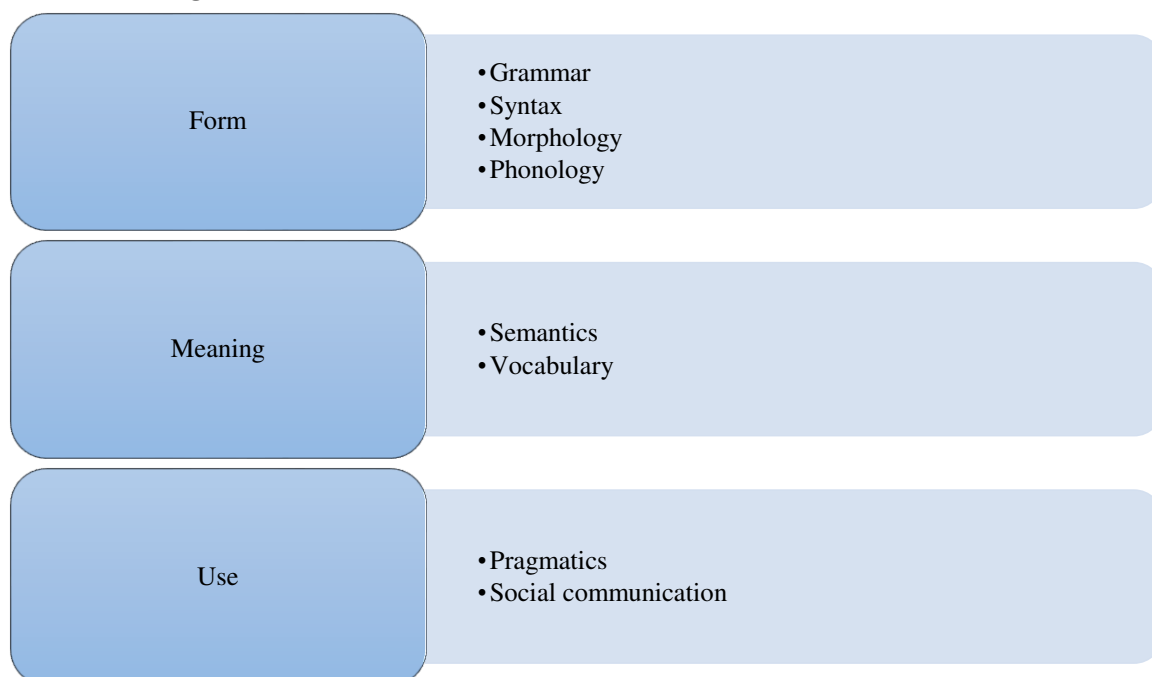 Form
•Grammar
•Syntax
•Morphology
•Phonology
Meaning
•Semantics
•Vocabulary
Use
•Pragmatics
•Social communication